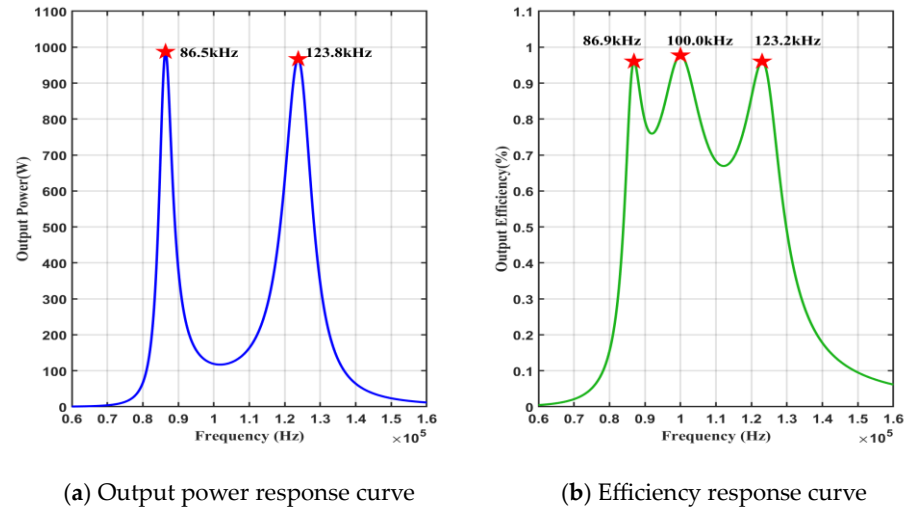 1100
1000
900
800
700
600
500
400
300
200
100
0
Output Power(W)
86.5kHz
123.8kHz
0.6 0.7 0.8 0.9 1 1.1 1.2 1.3 1.4 1.5 1.6
Frequency (Hz)
×10⁵
(a) Output power response curve
1.1
1
0.9
0.8
0.7
0.6
0.5
0.4
0.3
0.2
0.1
0
Output Efficiency(%)
86.9kHz 100.0kHz 123.2kHz
0.6 0.7 0.8 0.9 1 1.1 1.2 1.3 1.4 1.5 1.6
Frequency (Hz)
×10⁵
(b) Efficiency response curve